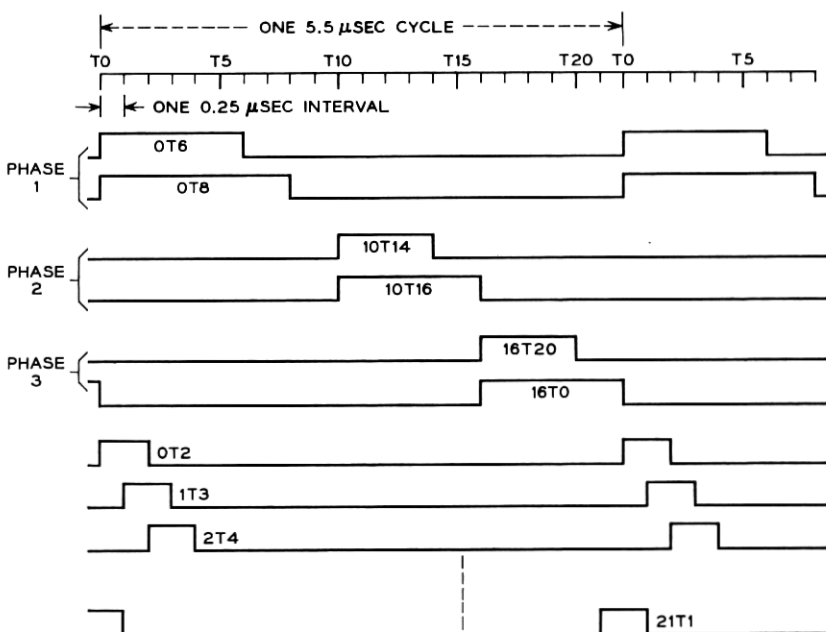 ONE 5.5 μSEC CYCLE
T0 T5 T10 T15 T20 T0 T5
ONE 0.25 μSEC INTERVAL
PHASE 1
0T6
0T8
PHASE 2
10T14
10T16
PHASE 3
16T20
16T0
0T2
1T3
2T4
21T1